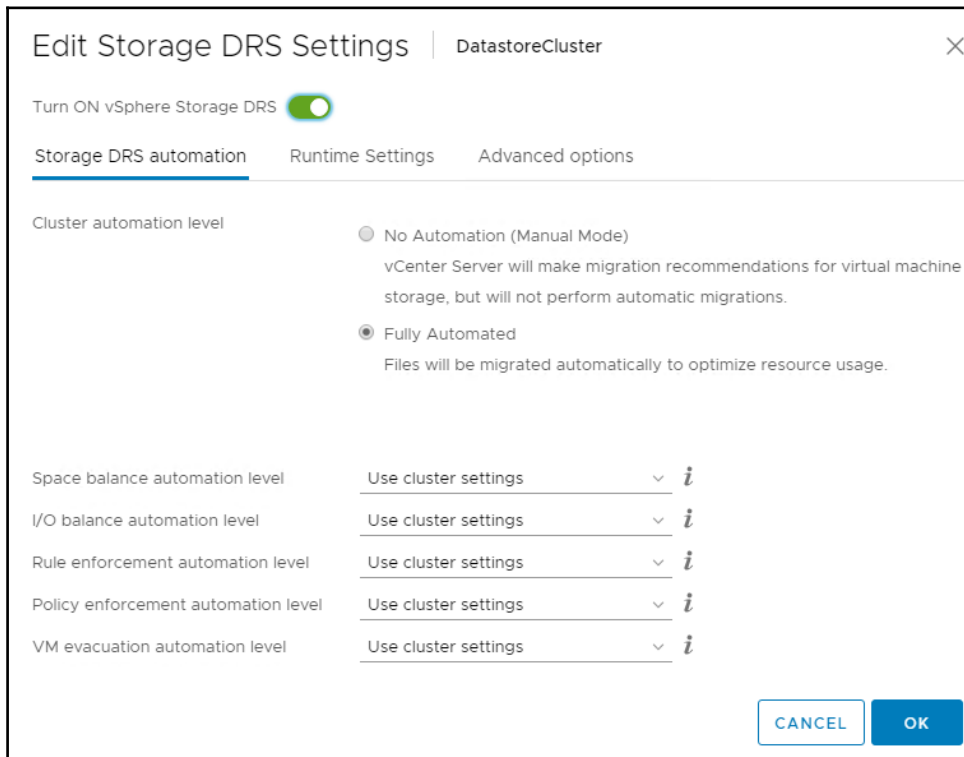 Edit Storage DRS Settings DatastoreCluster
Turn ON vSphere Storage DRS
Storage DRS automation Runtime Settings Advanced options
Cluster automation level
No Automation (Manual Mode)
vCenter Server will make migration recommendations for virtual machine
storage, but will not perform automatic migrations.
Fully Automated
Files will be migrated automatically to optimize resource usage.
Space balance automation level Use cluster settings i
I/O balance automation level Use cluster settings i
Rule enforcement automation level Use cluster settings i
Policy enforcement automation level Use cluster settings i
VM evacuation automation level Use cluster settings i
CANCEL OK